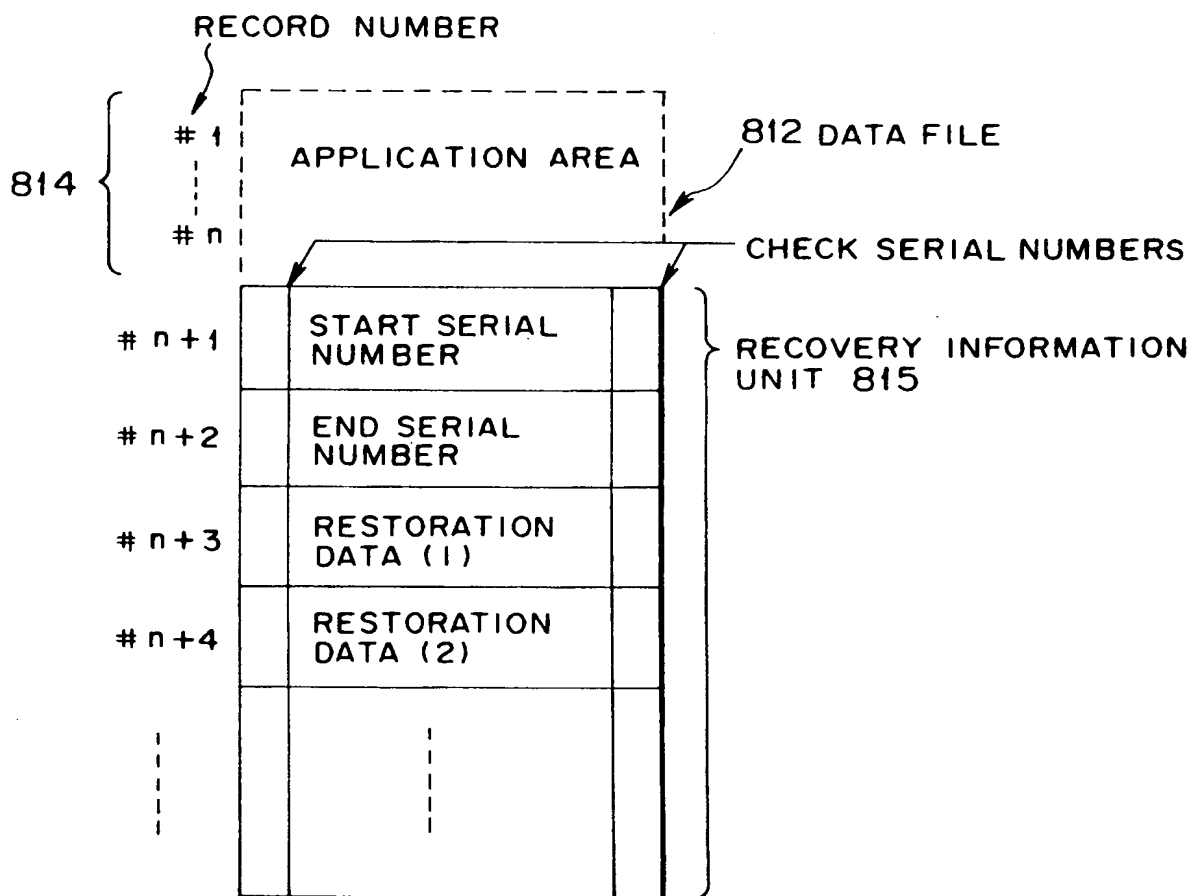 RECORD NUMBER
# 1
APPLICATION AREA
812 DATA FILE
814
# n
CHECK SERIAL NUMBERS
# n+1
START SERIAL
NUMBER
RECOVERY INFORMATION
UNIT 815
# n+2
END SERIAL
NUMBER
# n+3
RESTORATION
DATA (1)
# n+4
RESTORATION
DATA (2)